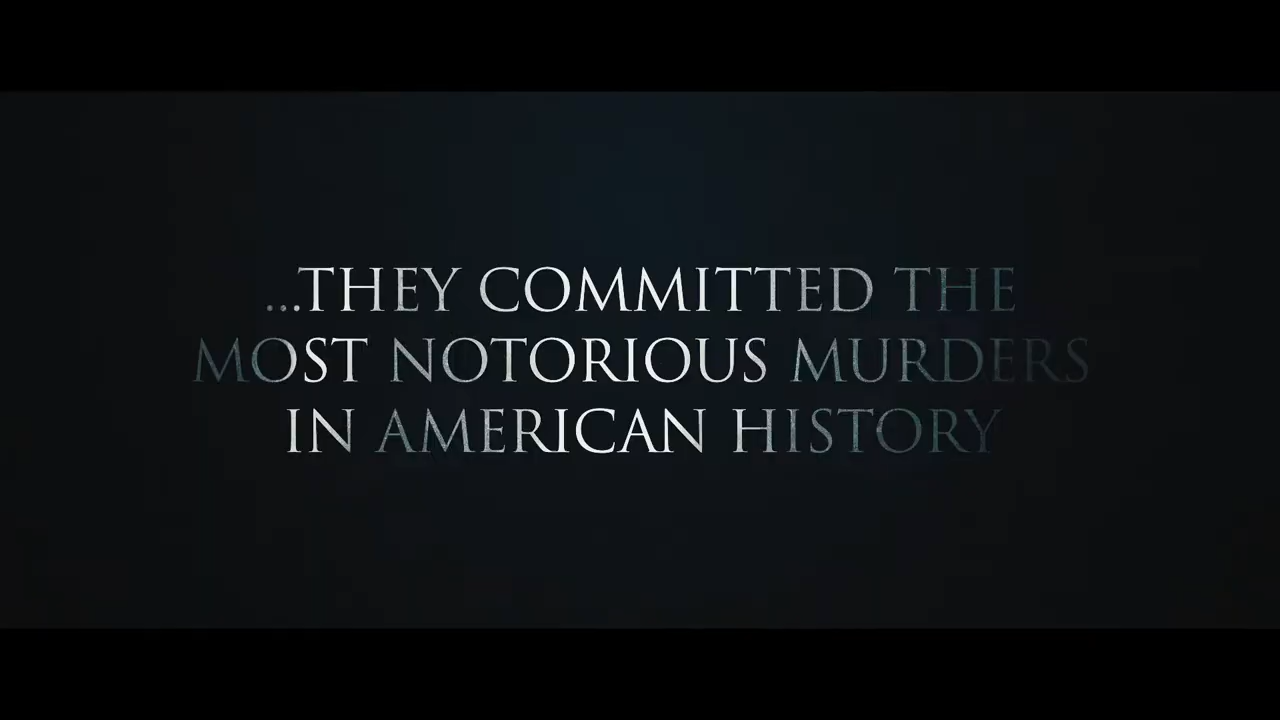 ...THEY COMMITTED THE
MOST NOTORIOUS MURDERS
IN AMERICAN HISTORY